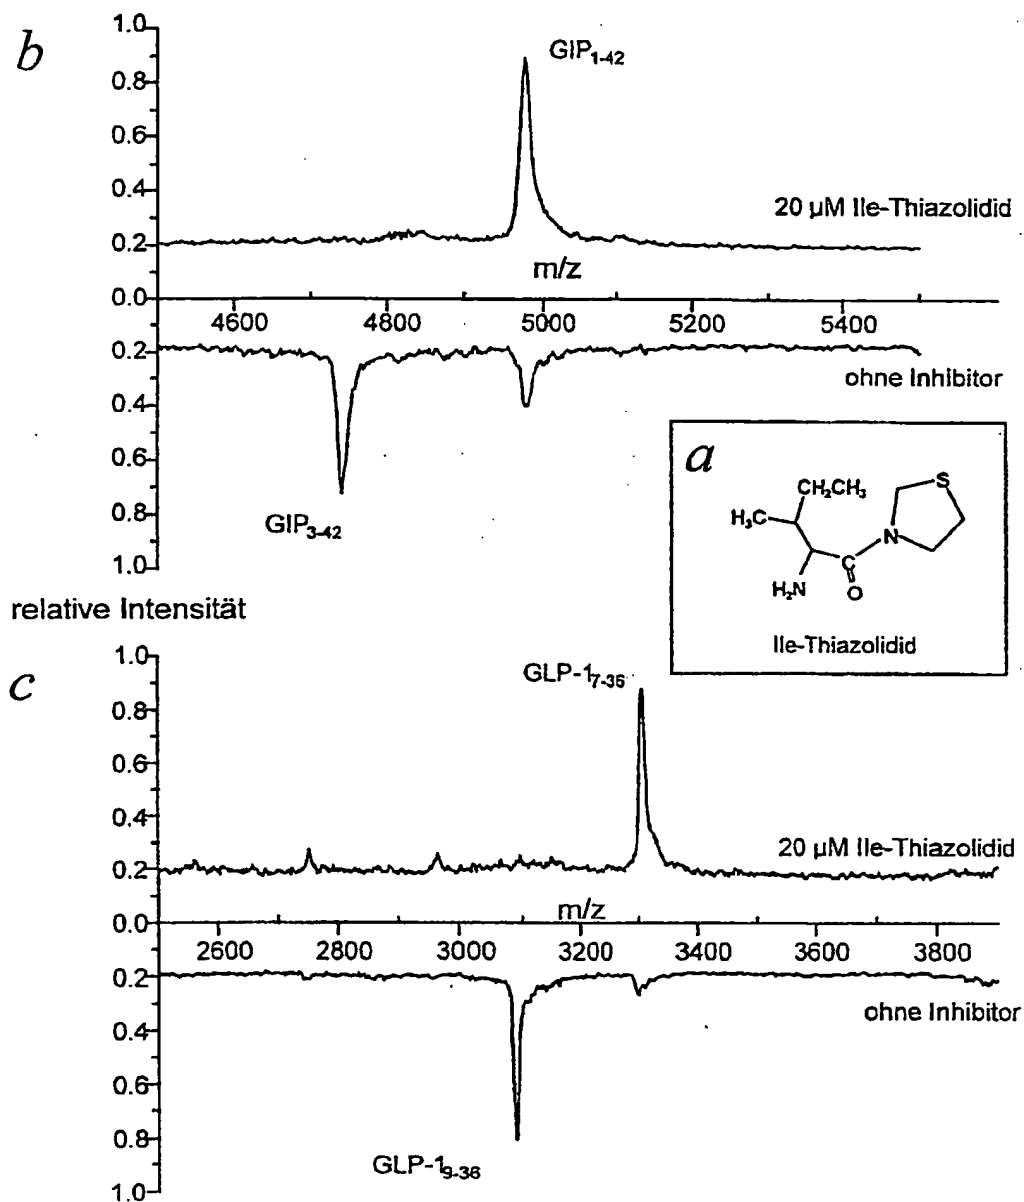 b
1.0
GIP1-42
0.8
0.6
0.4
20 µM Ile-Thiazolidid
0.2
m/z
0.0
4600 4800 5000 5200 5400
0.2
ohne Inhibitor
0.4
0.6
0.8
GIP3-42
1.0
a
CH2CH3
S
H3C
N
C
H2N
O
Ile-Thiazolidid
relative Intensität
c
1.0
GLP-17-36
0.8
0.6
0.4
20 µM Ile-Thiazolidid
0.2
m/z
0.0
2600 2800 3000 3200 3400 3600 3800
0.2
ohne Inhibitor
0.4
0.6
0.8
GLP-19-36
1.0